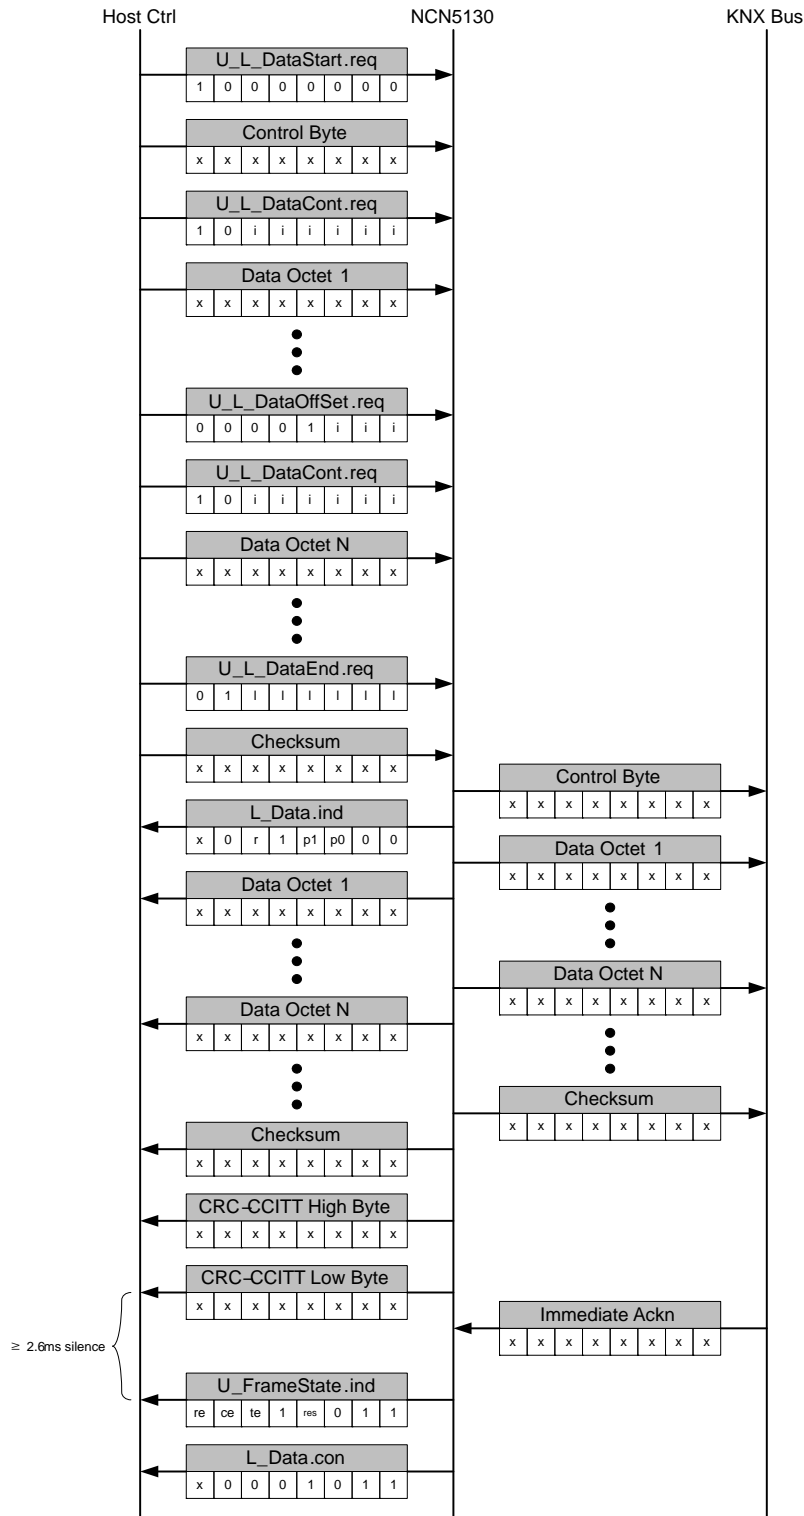 Host Ctrl NCN5130 KNX Bus
U_L_DataStart.req
1 0 0 0 0 0 0 0
Control Byte
x x x x x x x x
U_L_DataCont.req
1 0 i i i i i i
Data Octet 1
x x x x x x x x
U_L_DataOffSet.req
0 0 0 0 1 i i i
U_L_DataCont.req
1 0 i i i i i i
Data Octet N
x x x x x x x x
U_L_DataEnd.req
0 1 l l l l l l
Checksum
x x x x x x x x
Control Byte
x x x x x x x x
L_Data.ind
x 0 r 1 p1 p0 0 0
Data Octet 1
x x x x x x x x
Data Octet 1
x x x x x x x x
Data Octet N
x x x x x x x x
Data Octet N
x x x x x x x x
Checksum
x x x x x x x x
Checksum
x x x x x x x x
CRC-CCITT High Byte
x x x x x x x x
CRC-CCITT Low Byte
x x x x x x x x
Immediate Ackn
x x x x x x x x
≥ 2.6ms silence
U_FrameState.ind
re ce te 1 res 0 1 1
L_Data.con
x 0 0 0 1 0 1 1